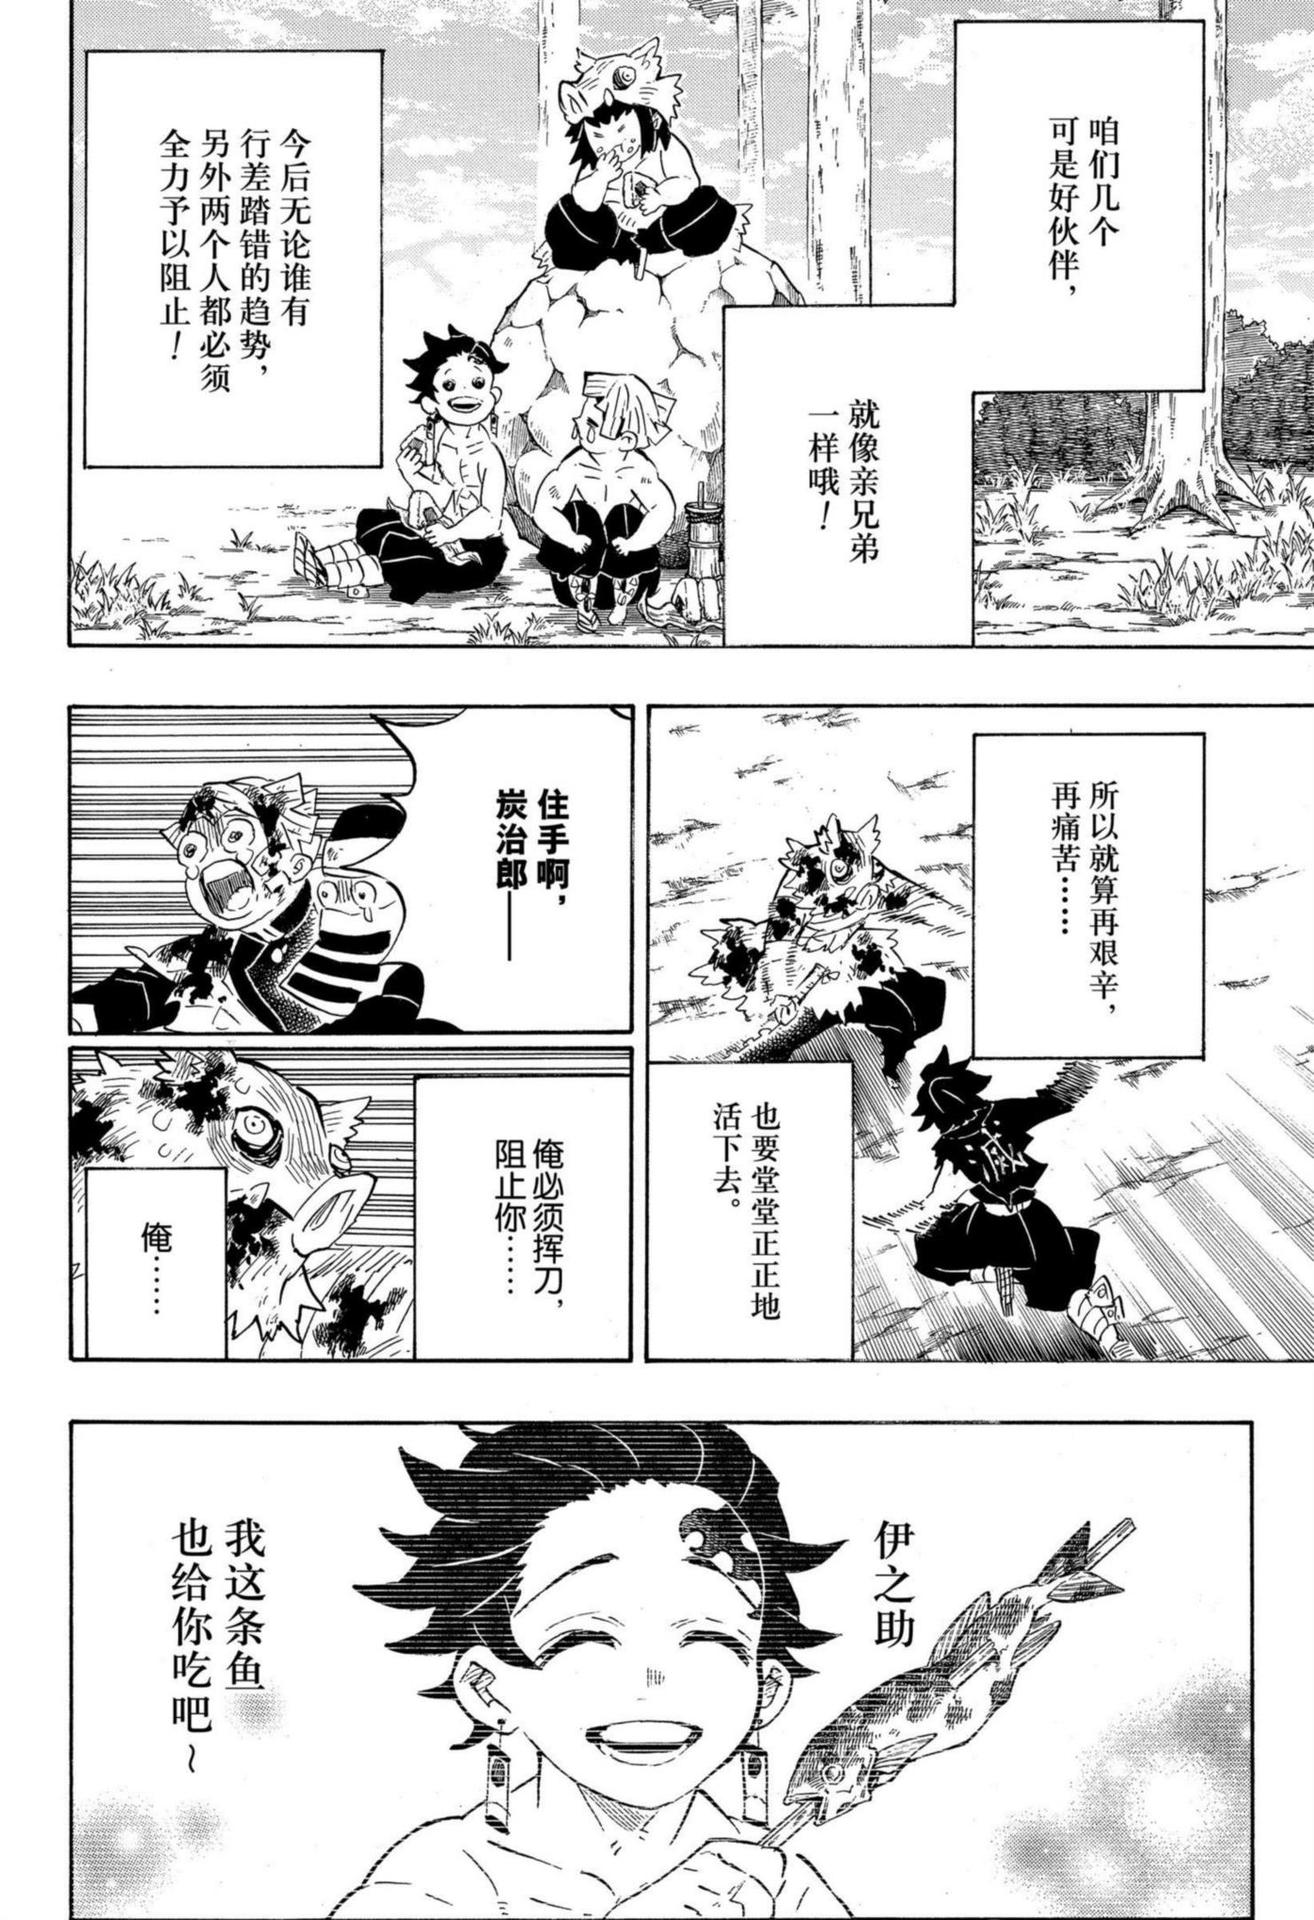 咱们几个
可是好伙伴，
就像亲兄弟
一样哦！
今后无论谁有
行差踏错的趋势，
另外两个人都必须
全力予以阻止！
所以就算再艰辛，
再痛苦……
也要堂堂正正地
活下去。
滅
住手啊，
炭治郎——
俺必须挥刀，
阻止你……
俺……
伊之助
我这条鱼
也给你吃吧~